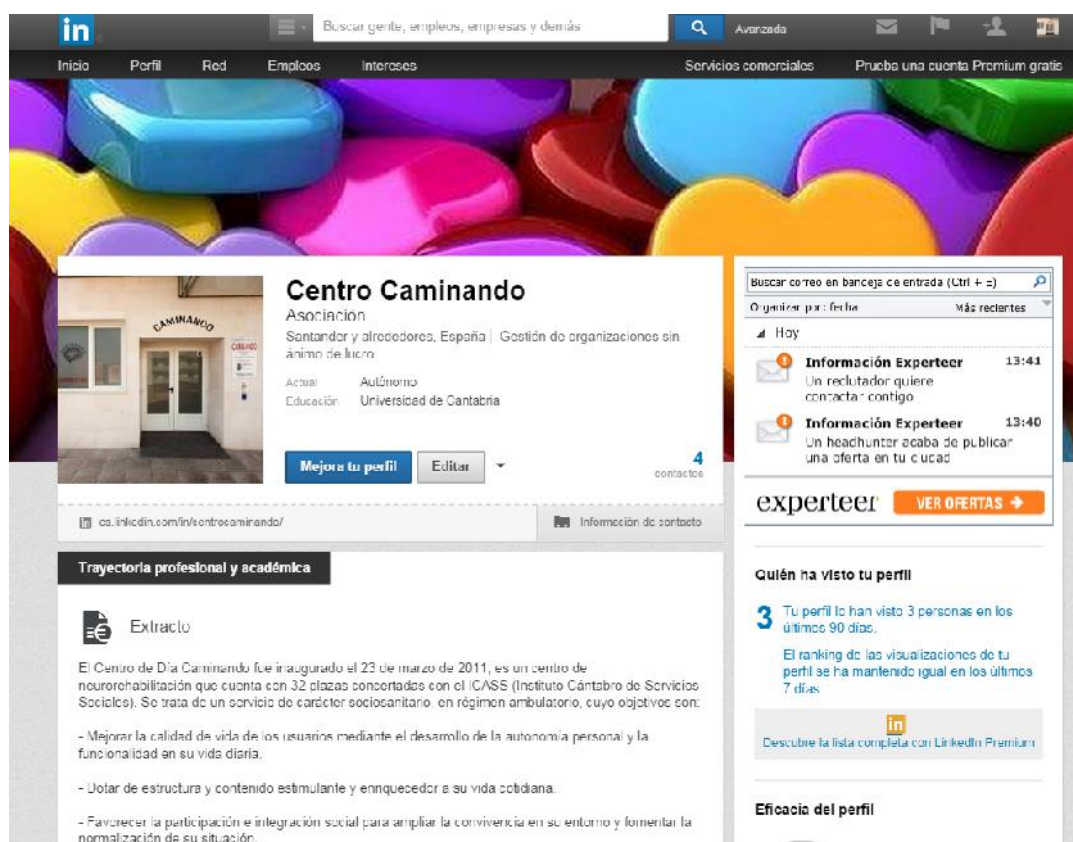 in
Buscar gente, empleos, empresas y demás
Avanzada
Inicio Perfil Red Empleos Intereses Servicios comerciales Prueba una cuenta Premium gratis
CAMINANDO
Centro Caminando
Asociación
Santander y alrededores, España | Gestión de organizaciones sin
ánimo de lucro
Actual Autónomo
Educación Universidad de Cantabria
Mejora tu perfil Editar
4
contactos
es.linkedin.com/in/centrocaminando/
Información de contacto
Trayectoria profesional y académica
Extracto
El Centro de Día Caminando fue inaugurado el 23 de marzo de 2011, es un centro de
neurorehabilitación que cuenta con 32 plazas concertadas con el ICASS (Instituto Cántabro de Servicios
Sociales). Se trata de un servicio de carácter sociosanitario, en régimen ambulatorio, cuyo objetivos son:
- Mejorar la calidad de vida de los usuarios mediante el desarrollo de la autonomía personal y la
funcionalidad en su vida diaria.
- Dotar de estructura y contenido estimulante y enriquecedor a su vida cotidiana.
- Favorecer la participación e integración social para ampliar la convivencia en su entorno y fomentar la
normalización de su situación.
Buscar correo en bandeja de entrada (Ctrl + E)
Organizar por: fecha Más recientes
Hoy
Información Experteer 13:41
Un reclutador quiere
contactar contigo
Información Experteer 13:40
Un headhunter acaba de publicar
una oferta en tu ciudad
experteer VER OFERTAS
Quién ha visto tu perfil
3 Tu perfil lo han visto 3 personas en los
últimos 90 días.
El ranking de las visualizaciones de tu
perfil se ha mantenido igual en los últimos
7 días
in
Descubre la lista completa con LinkedIn Premium
Eficacia del perfil